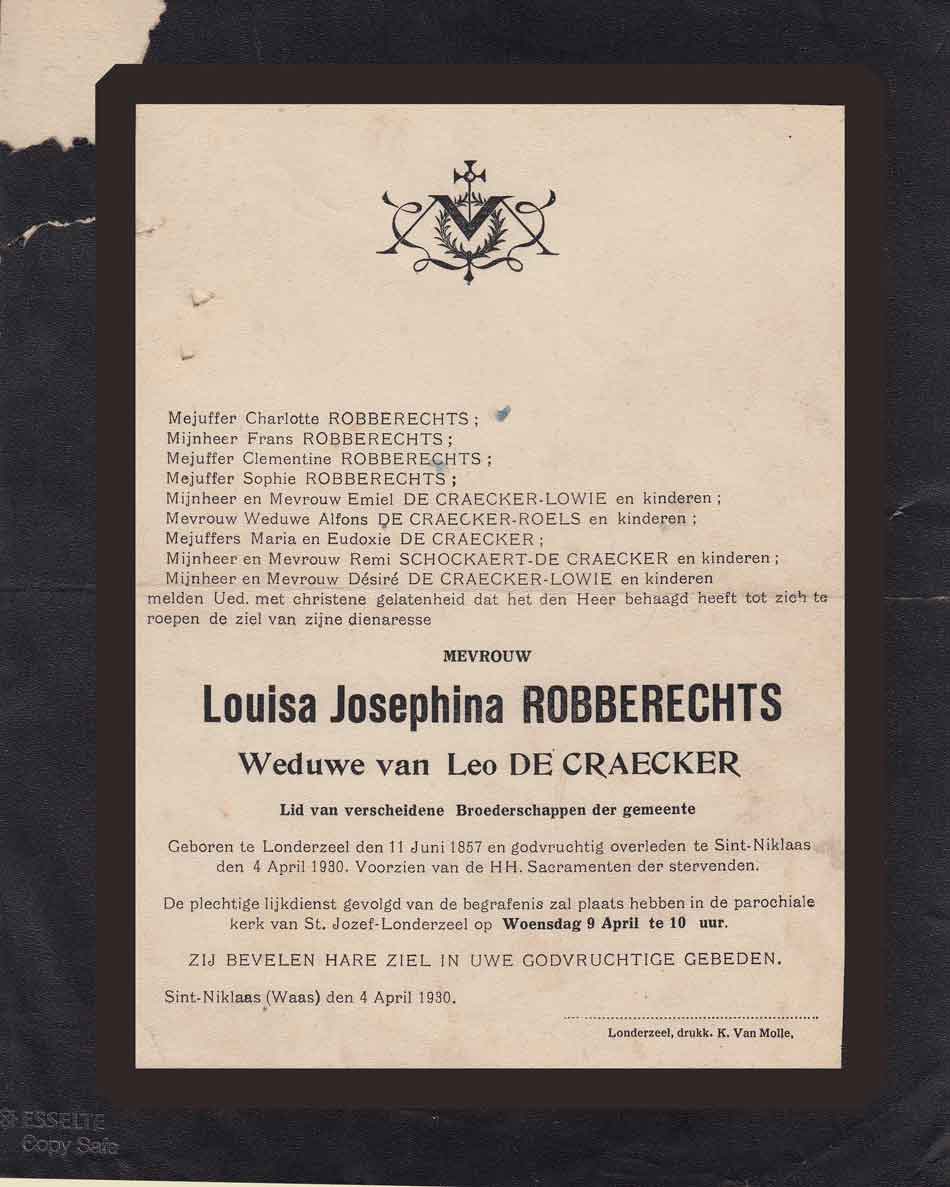 Mejuffer Charlotte ROBBERECHTS ;
Mijnheer Frans ROBBERECHTS ;
Mejuffer Clementine ROBBERECHTS ;
Mejuffer Sophie ROBBERECHTS ;
Mijnheer en Mevrouw Emiel DE CRAECKER-LOWIE en kinderen ;
Mevrouw Weduwe Alfons DE CRAECKER-ROELS en kinderen ;
Mejuffers Maria en Eudoxie DE CRAECKER ;
Mijnheer en Mevrouw Remi SCHOCKAERT-DE CRAECKER en kinderen ;
Mijnheer en Mevrouw Désiré DE CRAECKER-LOWIE en kinderen
melden Ued. met christene gelatenheid dat het den Heer behaagd heeft tot zich te
roepen de ziel van zijne dienaresse
MEVROUW
Louisa Josephina ROBBERECHTS
Weduwe van Leo DE CRAECKER
Lid van verscheidene Broederschappen der gemeente
Geboren te Londerzeel den 11 Juni 1857 en godvruchtig overleden te Sint-Niklaas
den 4 April 1930. Voorzien van de HH. Sacramenten der stervenden.
De plechtige lijkdienst gevolgd van de begrafenis zal plaats hebben in de parochiale
kerk van St. Jozef-Londerzeel op Woensdag 9 April te 10 uur.
ZIJ BEVELEN HARE ZIEL IN UWE GODVRUCHTIGE GEBEDEN.
Sint-Niklaas (Waas) den 4 April 1930.
Londerzeel, drukk. K. Van Molle,
ESSELTE
Copy Safe